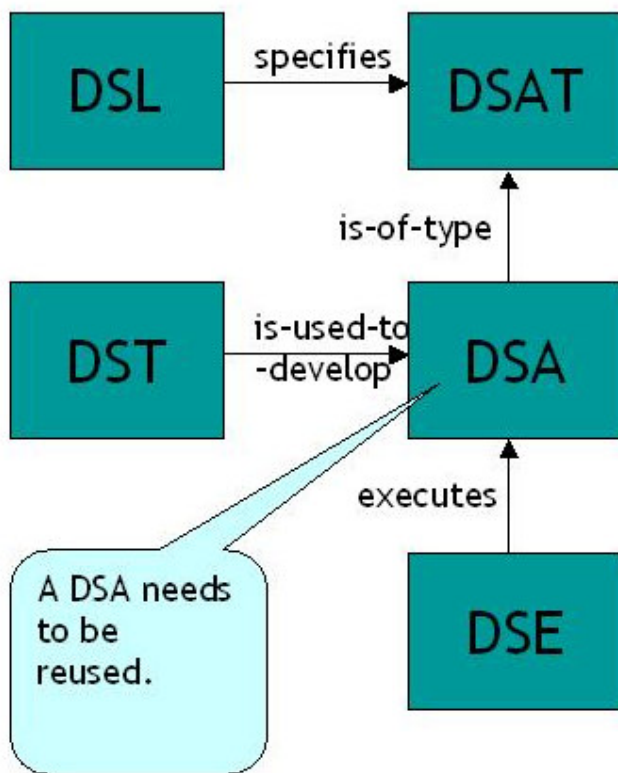 specifies
DSL
DSAT
is-of-type
is-used-to
-develop
DST
DSA
executes
A DSA needs
to be
reused.
DSE